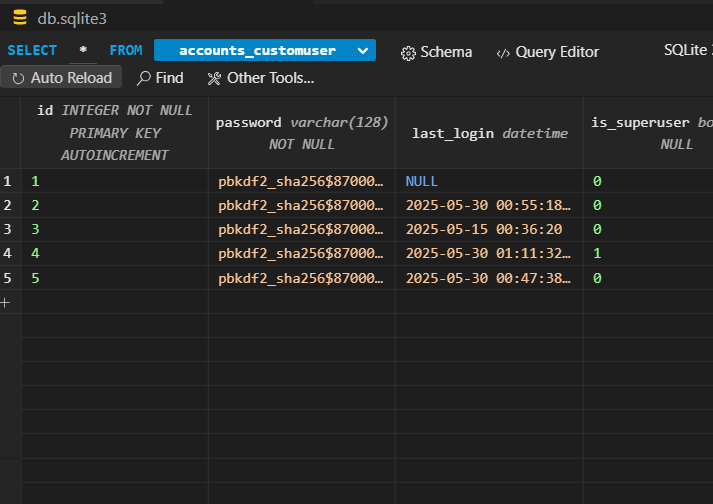 db.sqlite3
SELECT * FROM accounts_customuser Schema Query Editor SQLite
Auto Reload Find Other Tools...
id INTEGER NOT NULL PRIMARY KEY AUTOINCREMENT password varchar(128) NOT NULL last_login datetime is_superuser bo NULL
1 1 pbkdf2_sha256$87000… NULL 0
2 2 pbkdf2_sha256$87000… 2025-05-30 00:55:18… 0
3 3 pbkdf2_sha256$87000… 2025-05-15 00:36:20 0
4 4 pbkdf2_sha256$87000… 2025-05-30 01:11:32… 1
5 5 pbkdf2_sha256$87000… 2025-05-30 00:47:38… 0
+